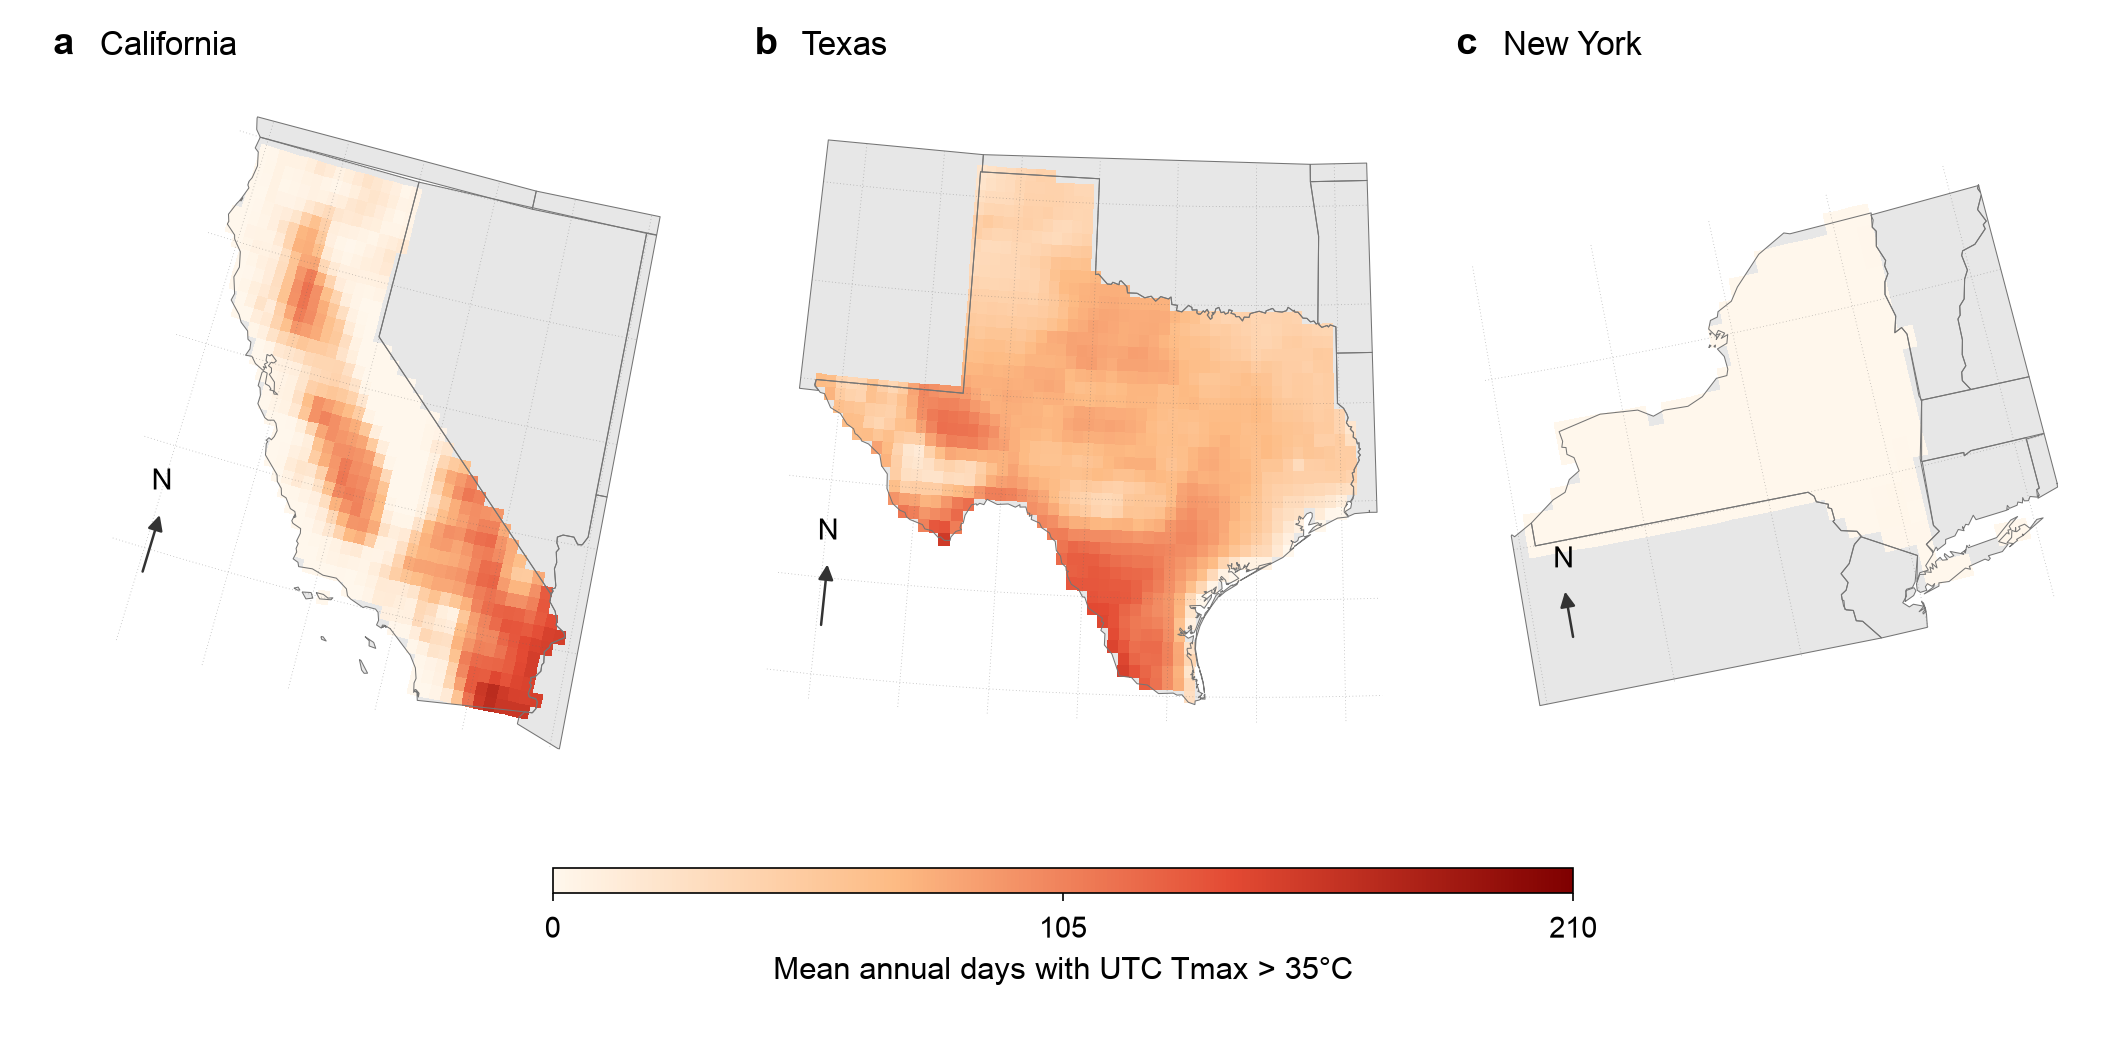 a California
b Texas
c New York
N
N
N
0 105 210
Mean annual days with UTC Tmax > 35°C